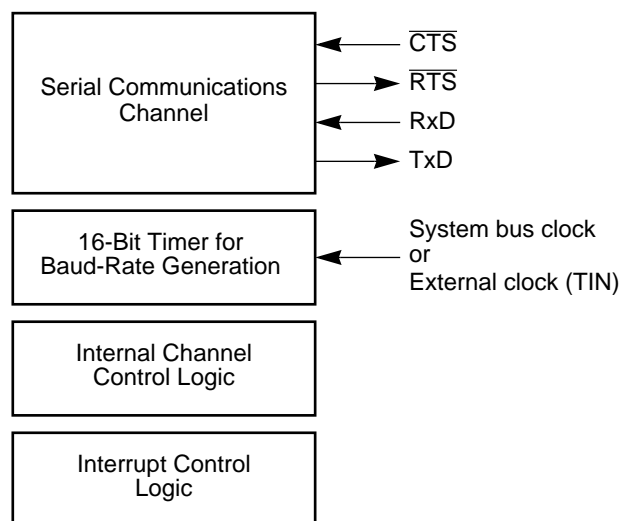 Serial Communications
Channel
CTS
RTS
RxD
TxD
16-Bit Timer for
Baud-Rate Generation
System bus clock
or
External clock (TIN)
Internal Channel
Control Logic
Interrupt Control
Logic